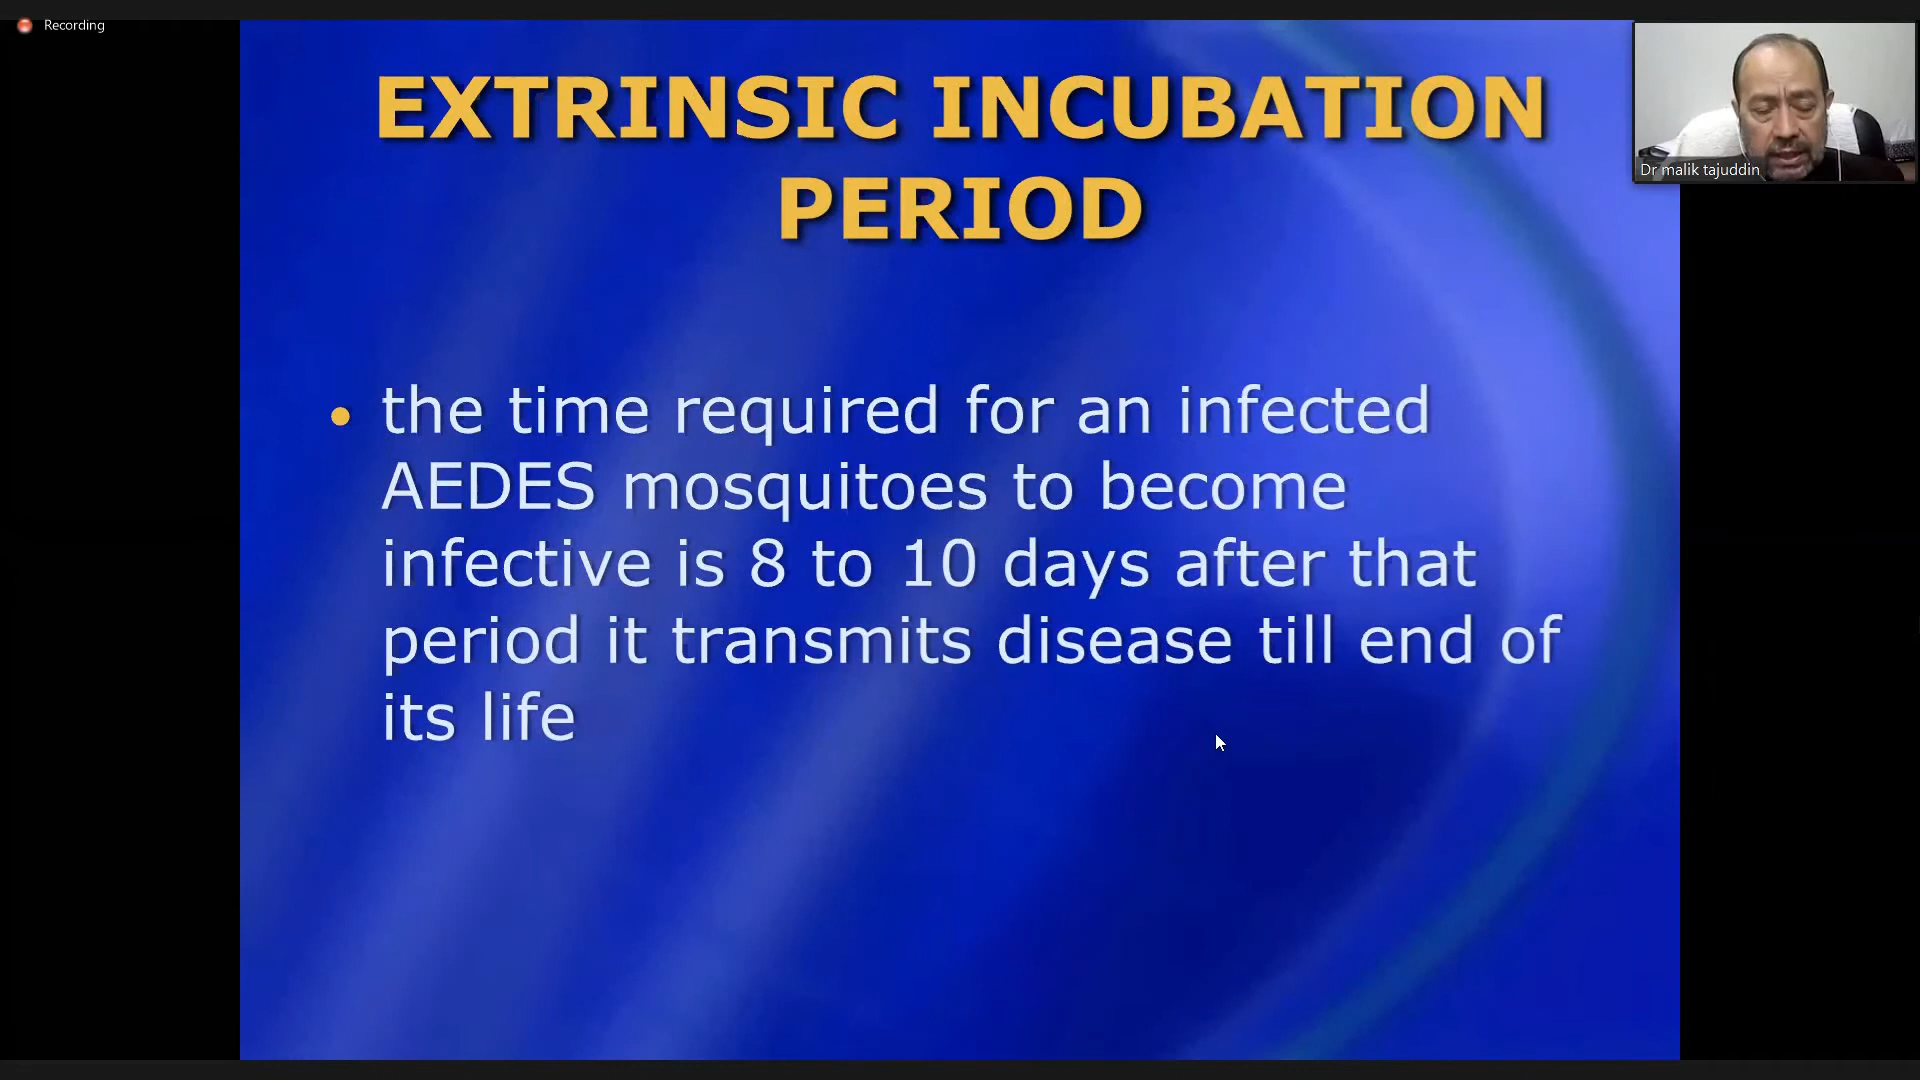 Recording
EXTRINSIC INCUBATION
PERIOD
Dr malik tajuddin
• the time required for an infected
AEDES mosquitoes to become
infective is 8 to 10 days after that
period it transmits disease till end of
its life